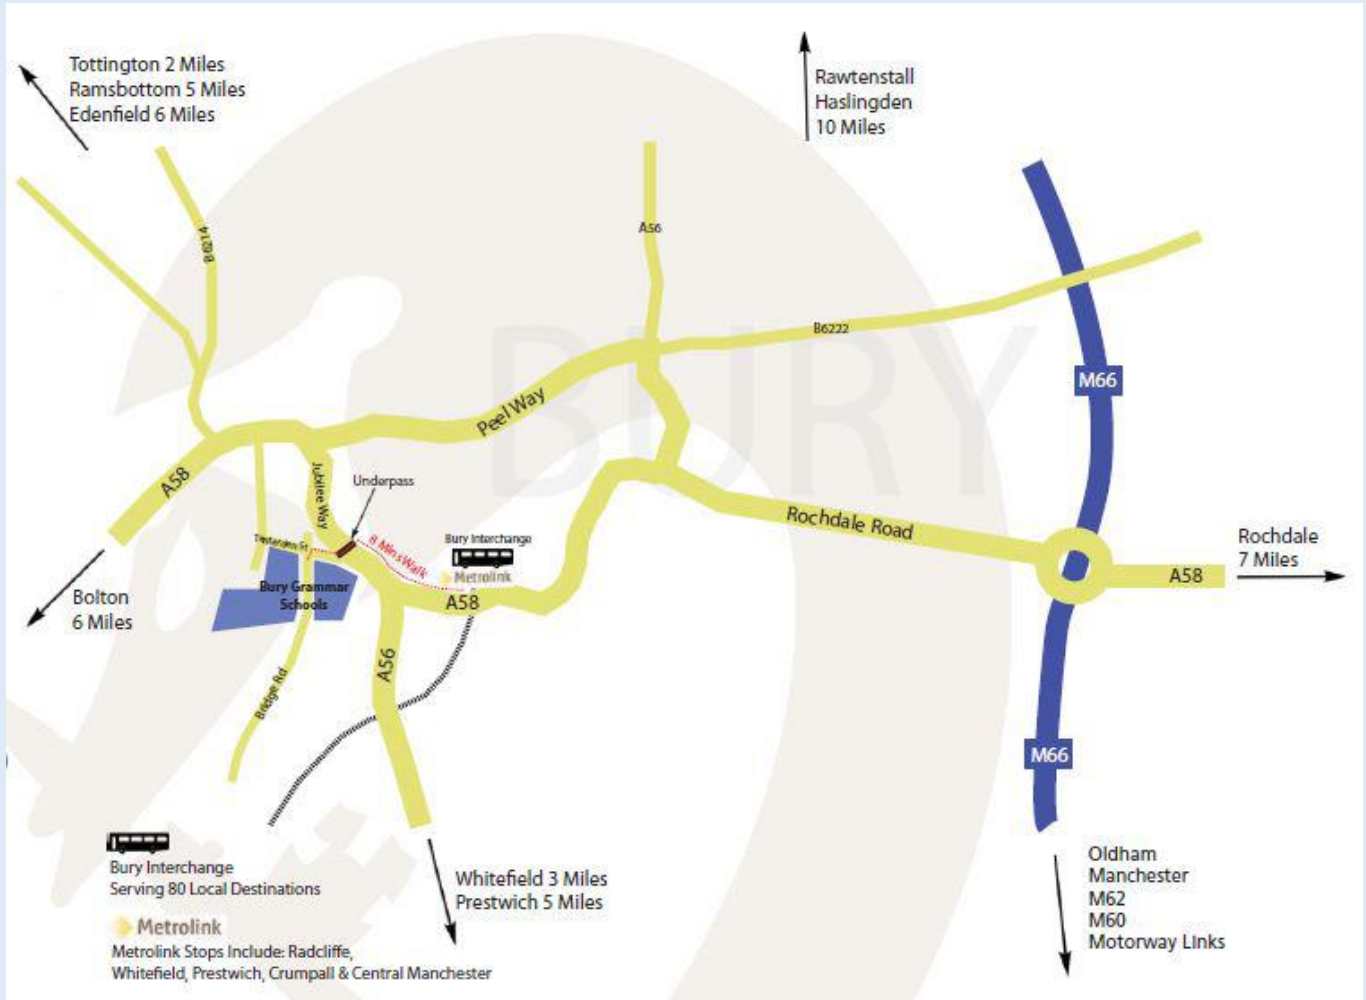 Tottington 2 Miles
Ramsbottom 5 Miles
Edenfield 6 Miles
Rawtenstall
Haslingden
10 Miles
B6214
A56
B6222
M66
BURY
Peel Way
A58
Jubilee Way
Underpass
Rochdale Road
Tenterden St
8 Mins Walk
Bury Interchange
Metrolink
Rochdale
7 Miles
A58
Bury Grammar
Schools
A58
Bolton
6 Miles
A56
Bridge Rd
M66
Bury Interchange
Serving 80 Local Destinations
Metrolink
Metrolink Stops Include: Radcliffe,
Whitefield, Prestwich, Crumpall & Central Manchester
Whitefield 3 Miles
Prestwich 5 Miles
Oldham
Manchester
M62
M60
Motorway Links